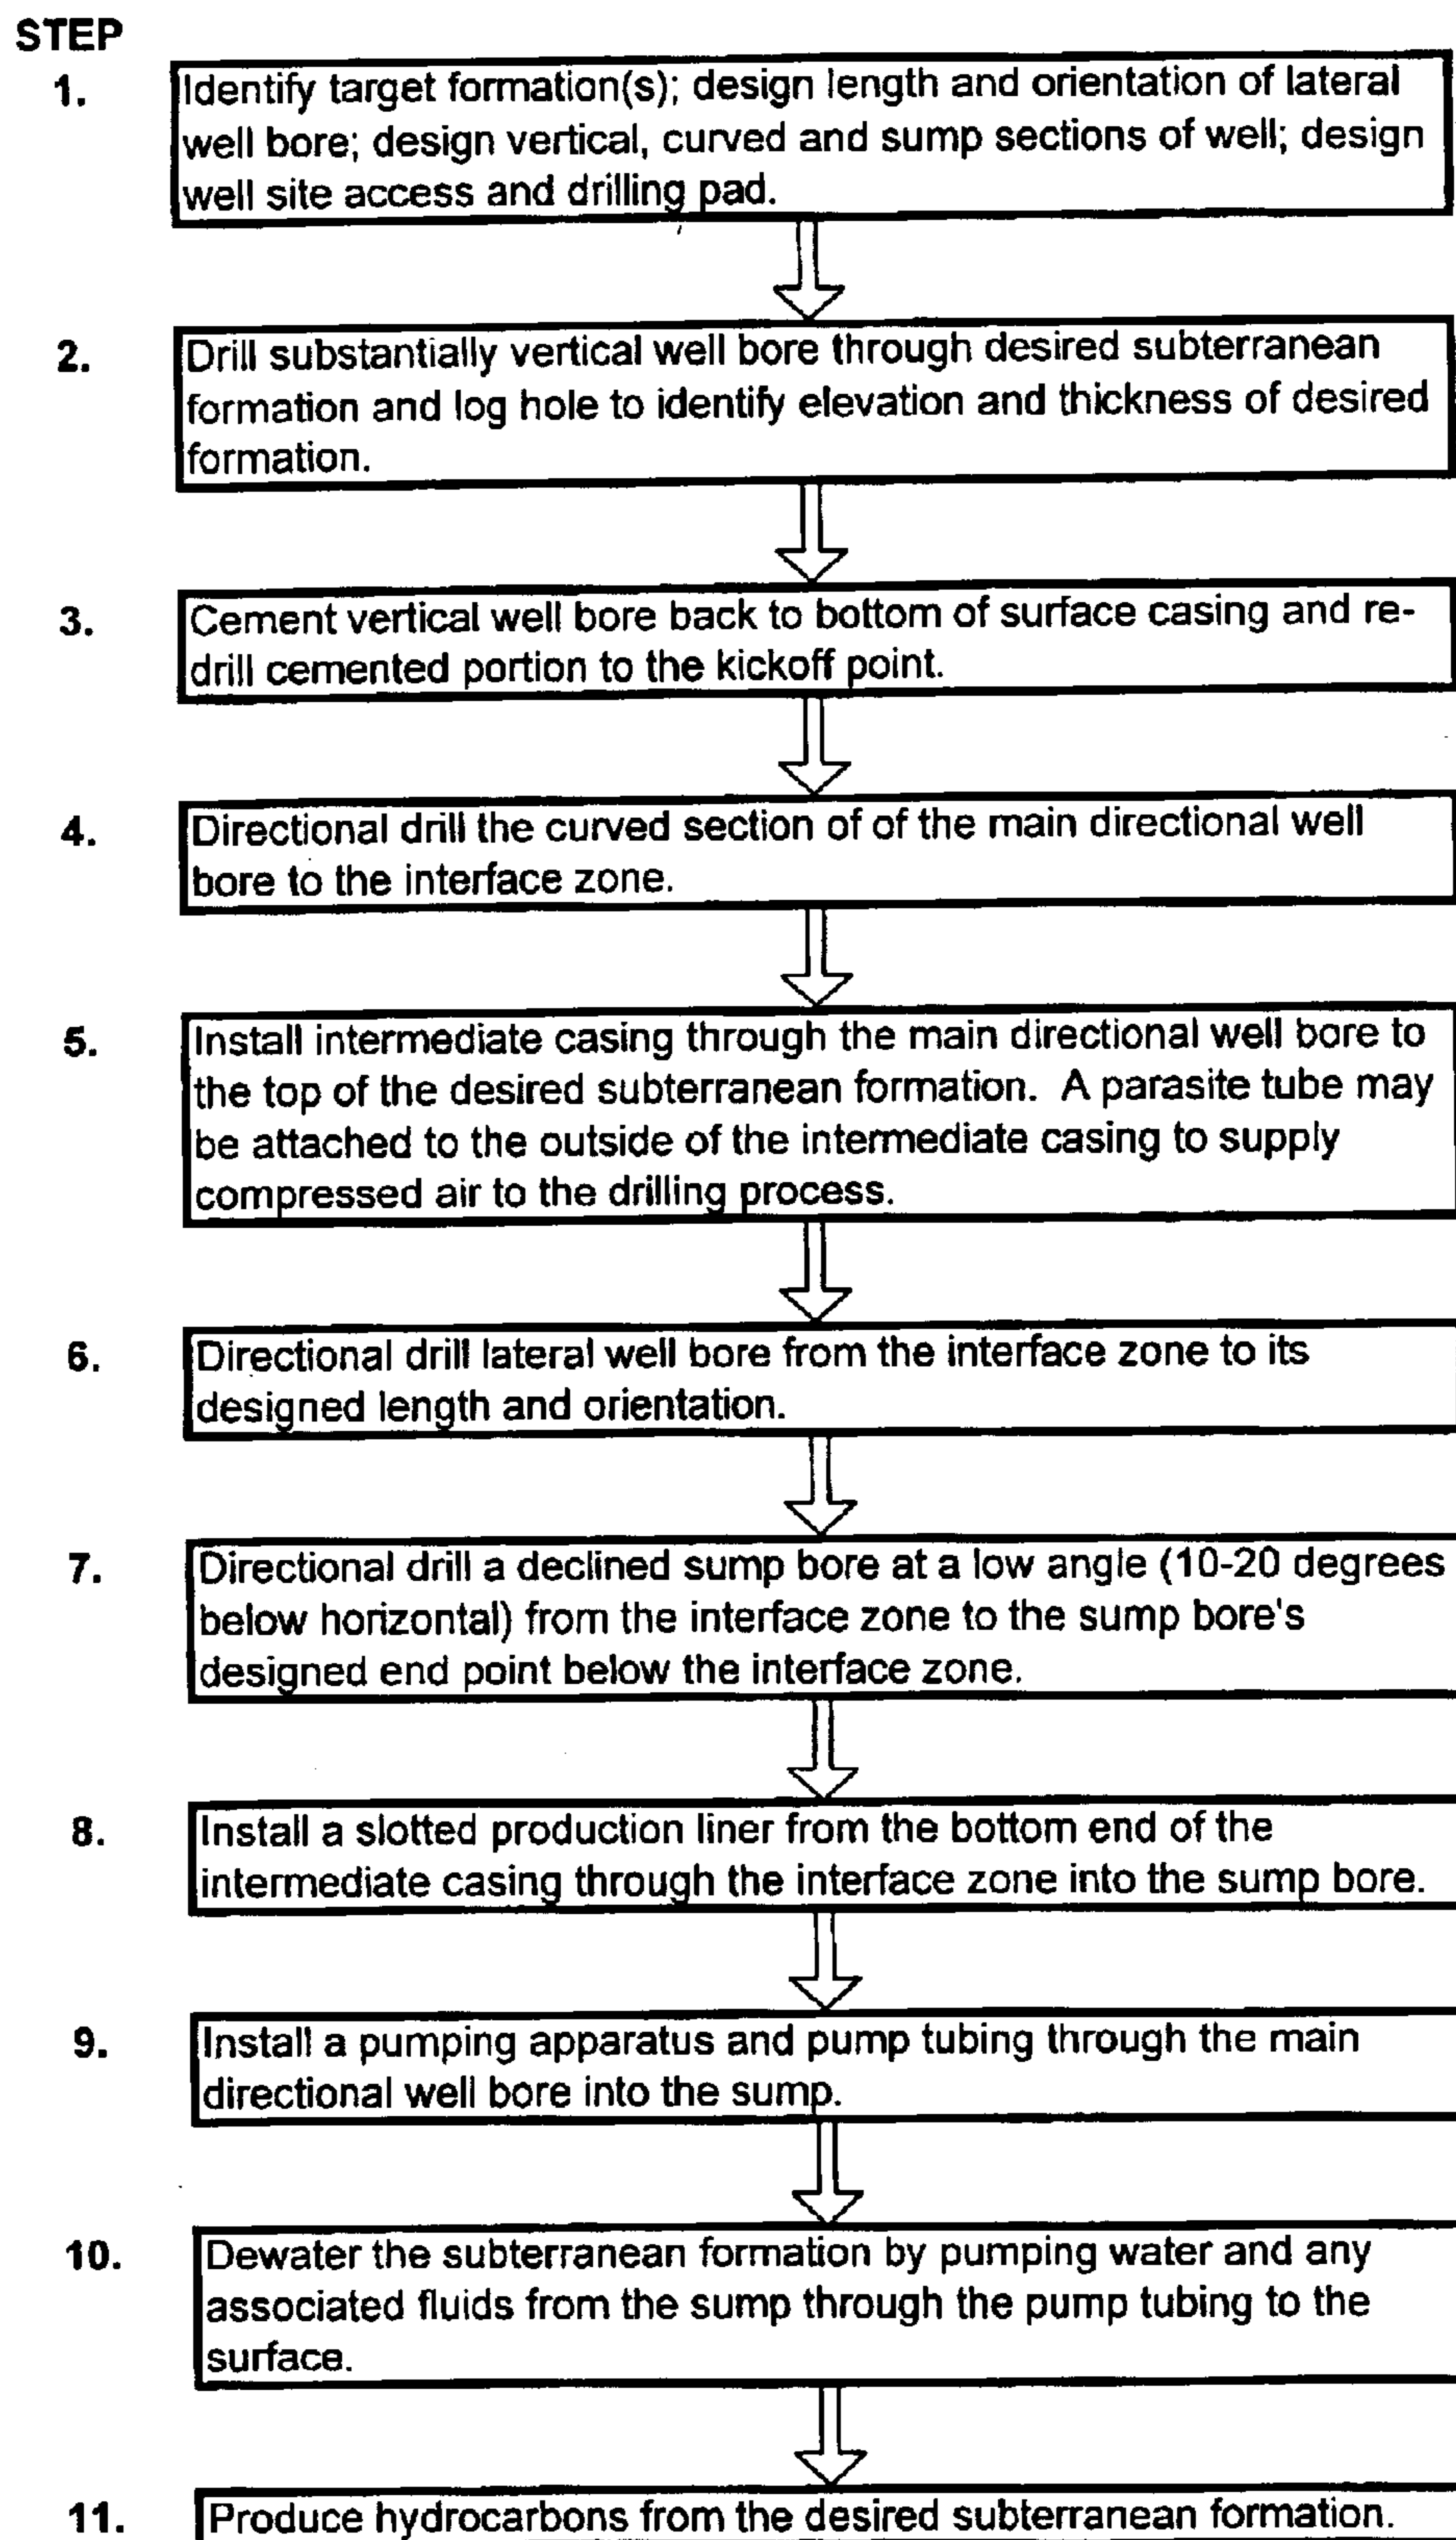 STEP
1.
Identify target formation(s); design length and orientation of lateral
well bore; design vertical, curved and sump sections of well; design
well site access and drilling pad.
2.
Drill substantially vertical well bore through desired subterranean
formation and log hole to identify elevation and thickness of desired
formation.
3.
Cement vertical well bore back to bottom of surface casing and re-
drill cemented portion to the kickoff point.
4.
Directional drill the curved section of of the main directional well
bore to the interface zone.
5.
Install intermediate casing through the main directional well bore to
the top of the desired subterranean formation. A parasite tube may
be attached to the outside of the intermediate casing to supply
compressed air to the drilling process.
6.
Directional drill lateral well bore from the interface zone to its
designed length and orientation.
7.
Directional drill a declined sump bore at a low angle (10-20 degrees
below horizontal) from the interface zone to the sump bore's
designed end point below the interface zone.
8.
Install a slotted production liner from the bottom end of the
intermediate casing through the interface zone into the sump bore.
9.
Install a pumping apparatus and pump tubing through the main
directional well bore into the sump.
10.
Dewater the subterranean formation by pumping water and any
associated fluids from the sump through the pump tubing to the
surface.
11.
Produce hydrocarbons from the desired subterranean formation.